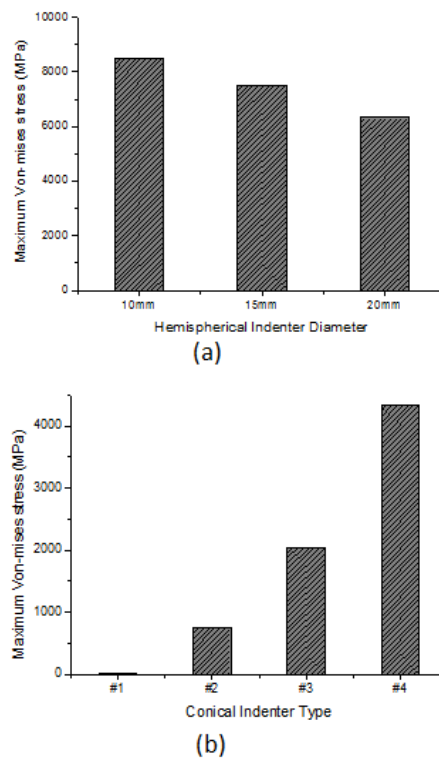 Maximum Von-mises stress (MPa)
10000
8000
6000
4000
2000
0
10mm 15mm 20mm
Hemispherical Indenter Diameter
(a)
Maximum Von-mises stress (MPa)
4000
3000
2000
1000
0
#1 #2 #3 #4
Conical Indenter Type
(b)